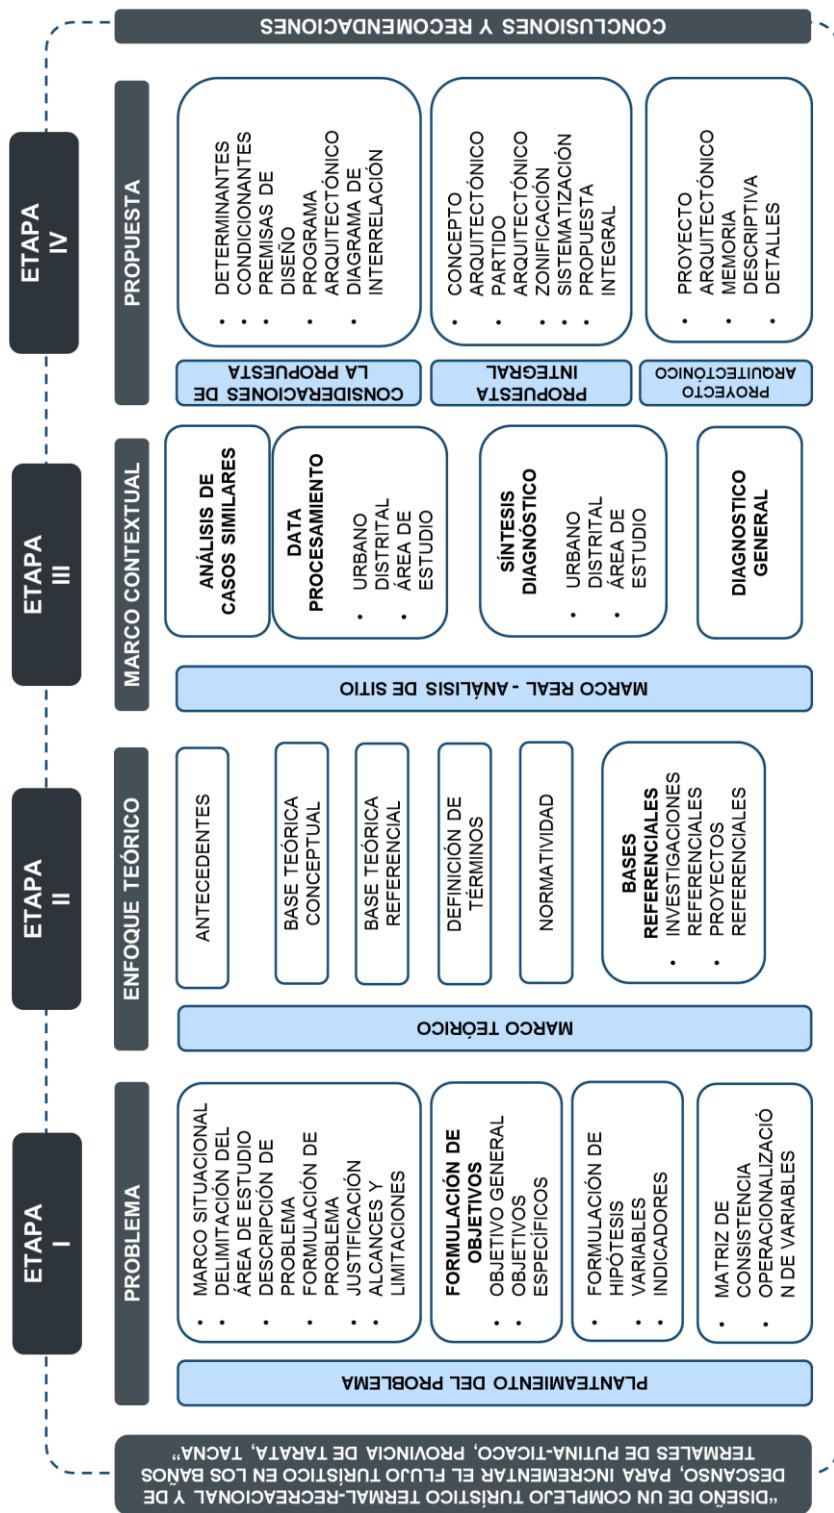 "DISEÑO DE UN COMPLEJO TURÍSTICO TERMAL-RECREACIONAL Y DE
DESCANSO, PARA INCREMENTAR EL FLUJO TURÍSTICO EN LOS BAÑOS
TERMALES DE PUTINA-TICACO, PROVINCIA DE TARATA, TACNA"
ETAPA
I
PROBLEMA
PLANTEAMIENTO DEL PROBLEMA
• MARCO SITUACIONAL
• DELIMITACIÓN DEL
ÁREA DE ESTUDIO
• DESCRIPCIÓN DE
PROBLEMA
• FORMULACIÓN DE
PROBLEMA
• JUSTIFICACIÓN
• ALCANCES Y
LIMITACIONES
FORMULACIÓN DE
OBJETIVOS
• OBJETIVO GENERAL
• OBJETIVOS
ESPECÍFICOS
• FORMULACIÓN DE
HIPÓTESIS
• VARIABLES
• INDICADORES
• MATRIZ DE
CONSISTENCIA
• OPERACIONALIZACIÓ
N DE VARIABLES
ETAPA
II
ENFOQUE TEÓRICO
MARCO TEÓRICO
ANTECEDENTES
BASE TEÓRICA
CONCEPTUAL
BASE TEÓRICA
REFERENCIAL
DEFINICIÓN DE
TÉRMINOS
NORMATIVIDAD
BASES
REFERENCIALES
• INVESTIGACIONES
REFERENCIALES
• PROYECTOS
REFERENCIALES
ETAPA
III
MARCO CONTEXTUAL
MARCO REAL - ANÁLISIS DE SITIO
ANÁLISIS DE
CASOS SIMILARES
DATA
PROCESAMIENTO
• URBANO
DISTRITAL
• ÁREA DE
ESTUDIO
SÍNTESIS
DIAGNÓSTICO
• URBANO
DISTRITAL
• ÁREA DE
ESTUDIO
DIAGNOSTICO
GENERAL
ETAPA
IV
PROPUESTA
CONSIDERACIONES DE
LA PROPUESTA
• DETERMINANTES
• CONDICIONANTES
• PREMISAS DE
DISEÑO
• PROGRAMA
ARQUITECTÓNICO
• DIAGRAMA DE
INTERRELACIÓN
PROPUESTA
INTEGRAL
• CONCEPTO
ARQUITECTÓNICO
• PARTIDO
ARQUITECTÓNICO
• ZONIFICACIÓN
• SISTEMATIZACIÓN
• PROPUESTA
INTEGRAL
PROYECTO
ARQUITECTÓNICO
• PROYECTO
ARQUITECTÓNICO
• MEMORIA
DESCRIPTIVA
• DETALLES
CONCLUSIONES Y RECOMENDACIONES